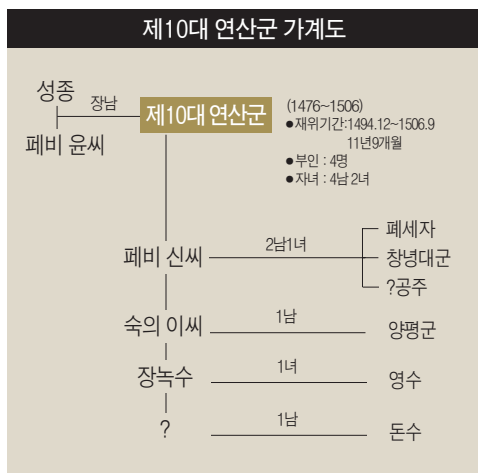 제10대 연산군 가계도
성종
장남
제10대 연산군
페비 윤씨
(1476~1506)
●재위기간:1494.12~1506.9
11년9개월
●부인 : 4명
●자녀 : 4남 2녀
페비 신씨
2남1녀
폐세자
창녕대군
?공주
숙의 이씨
1남
양평군
장녹수
1녀
영수
?
1남
돈수